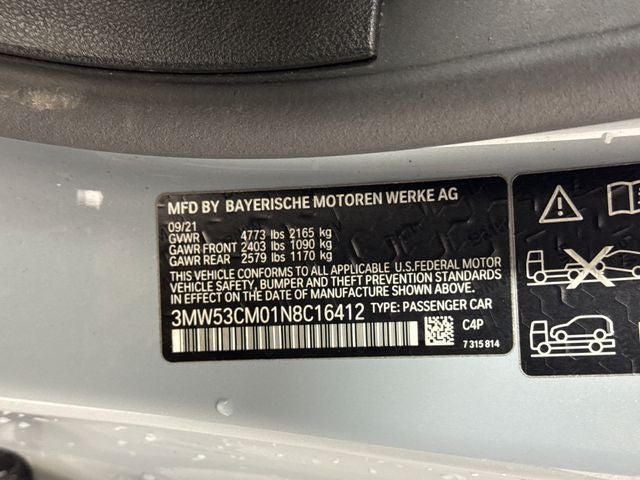 MFD BY BAYERISCHE MOTOREN WERKE AG
09/21
GVWR 4773 lbs 2165 kg
GAWR FRONT 2403 lbs 1090 kg
GAWR REAR 2579 lbs 1170 kg
THIS VEHICLE CONFORMS TO ALL APPLICABLE U.S.FEDERAL MOTOR
VEHICLE SAFETY, BUMPER AND THEFT PREVENTION STANDARDS
IN EFFECT ON THE DATE OF MANUFACTURE SHOWN ABOVE.
3MW53CM01N8C16412 TYPE: PASSENGER CAR
C4P
7 315 814